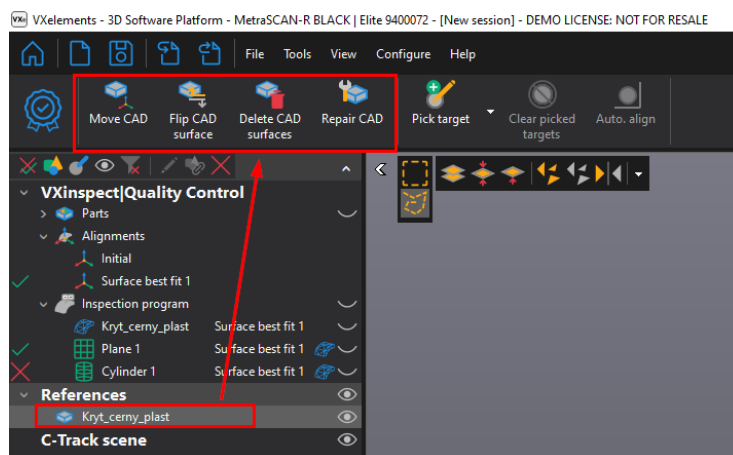 VXe VXelements - 3D Software Platform - MetraSCAN-R BLACK | Elite 9400072 - [New session] - DEMO LICENSE: NOT FOR RESALE
File Tools View Configure Help
Move CAD Flip CAD surface Delete CAD surfaces Repair CAD Pick target Clear picked targets Auto. align
VXinspect|Quality Control
Parts
Alignments
Initial
Surface best fit 1
Inspection program
Kryt_cerny_plast Surface best fit 1
Plane 1 Surface best fit 1
Cylinder 1 Surface best fit 1
References
Kryt_cerny_plast
C-Track scene